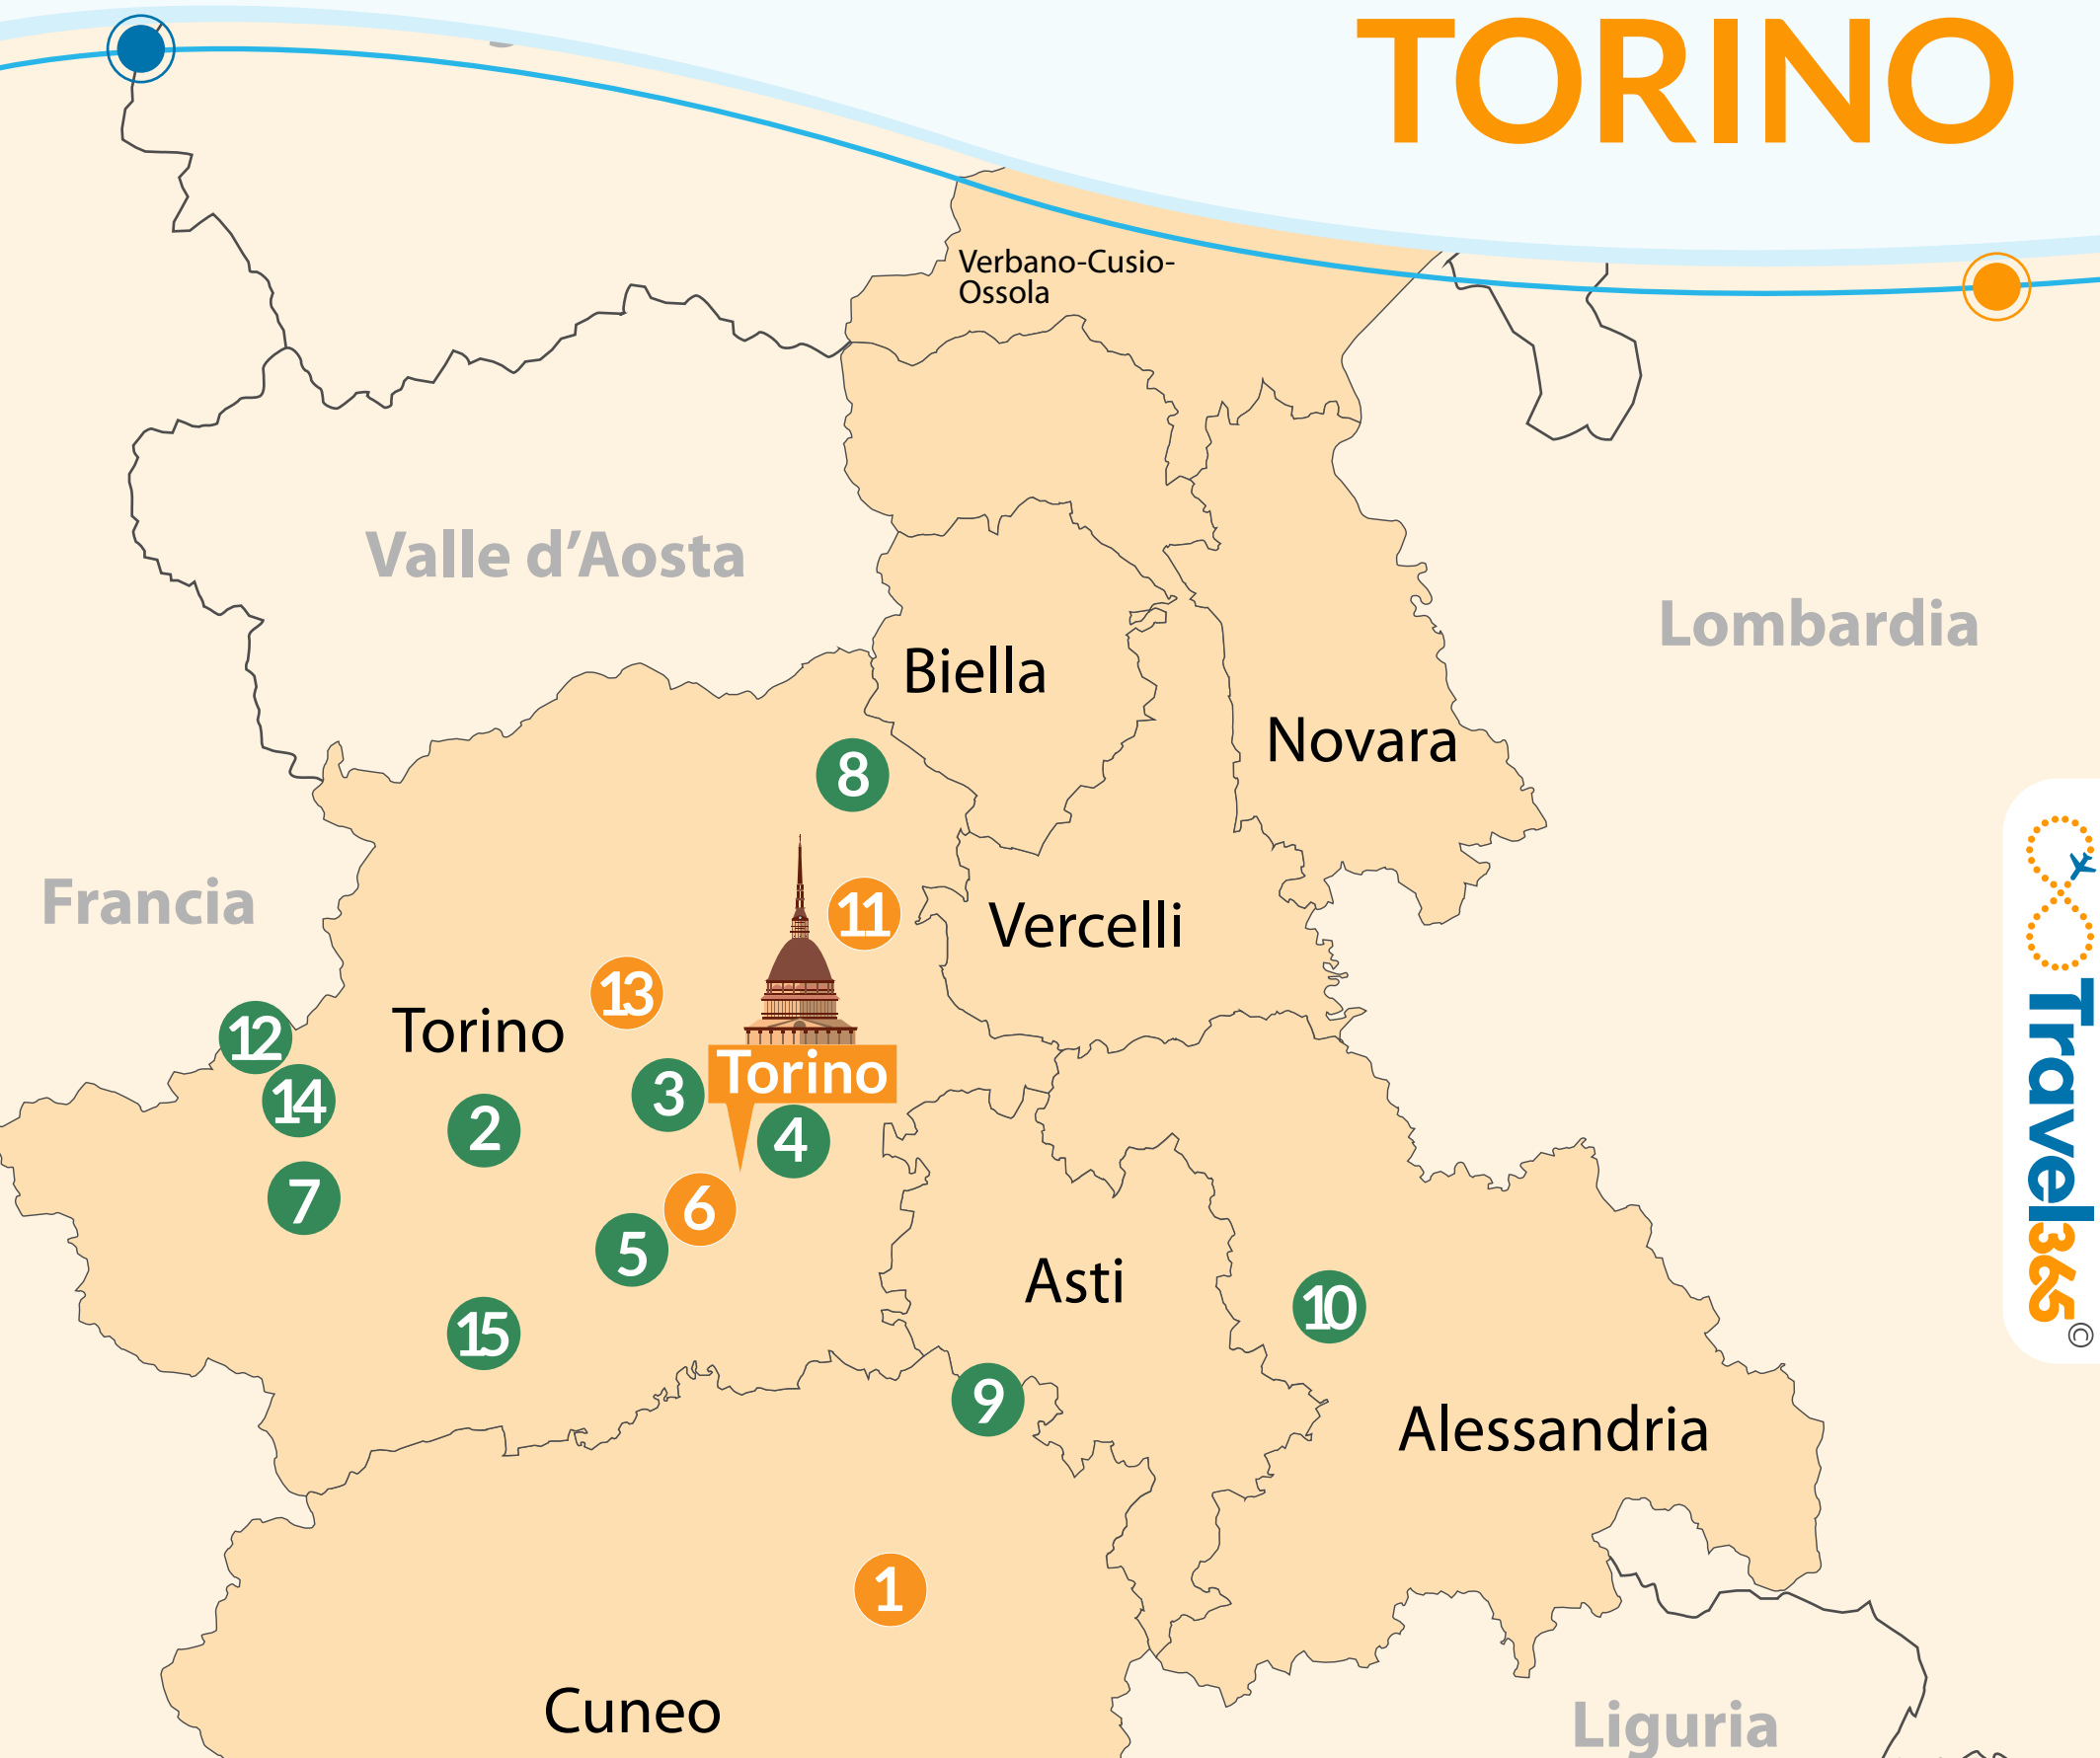 TORINO
Verbano-Cusio-
Ossola
Valle d'Aosta
Lombardia
Biella
Novara
8
Francia
11
Vercelli
13
12
Torino
Torino
14
3
2
4
7
6
5
Asti
10
15
9
Alessandria
1
Cuneo
Liguria
Travel365
©